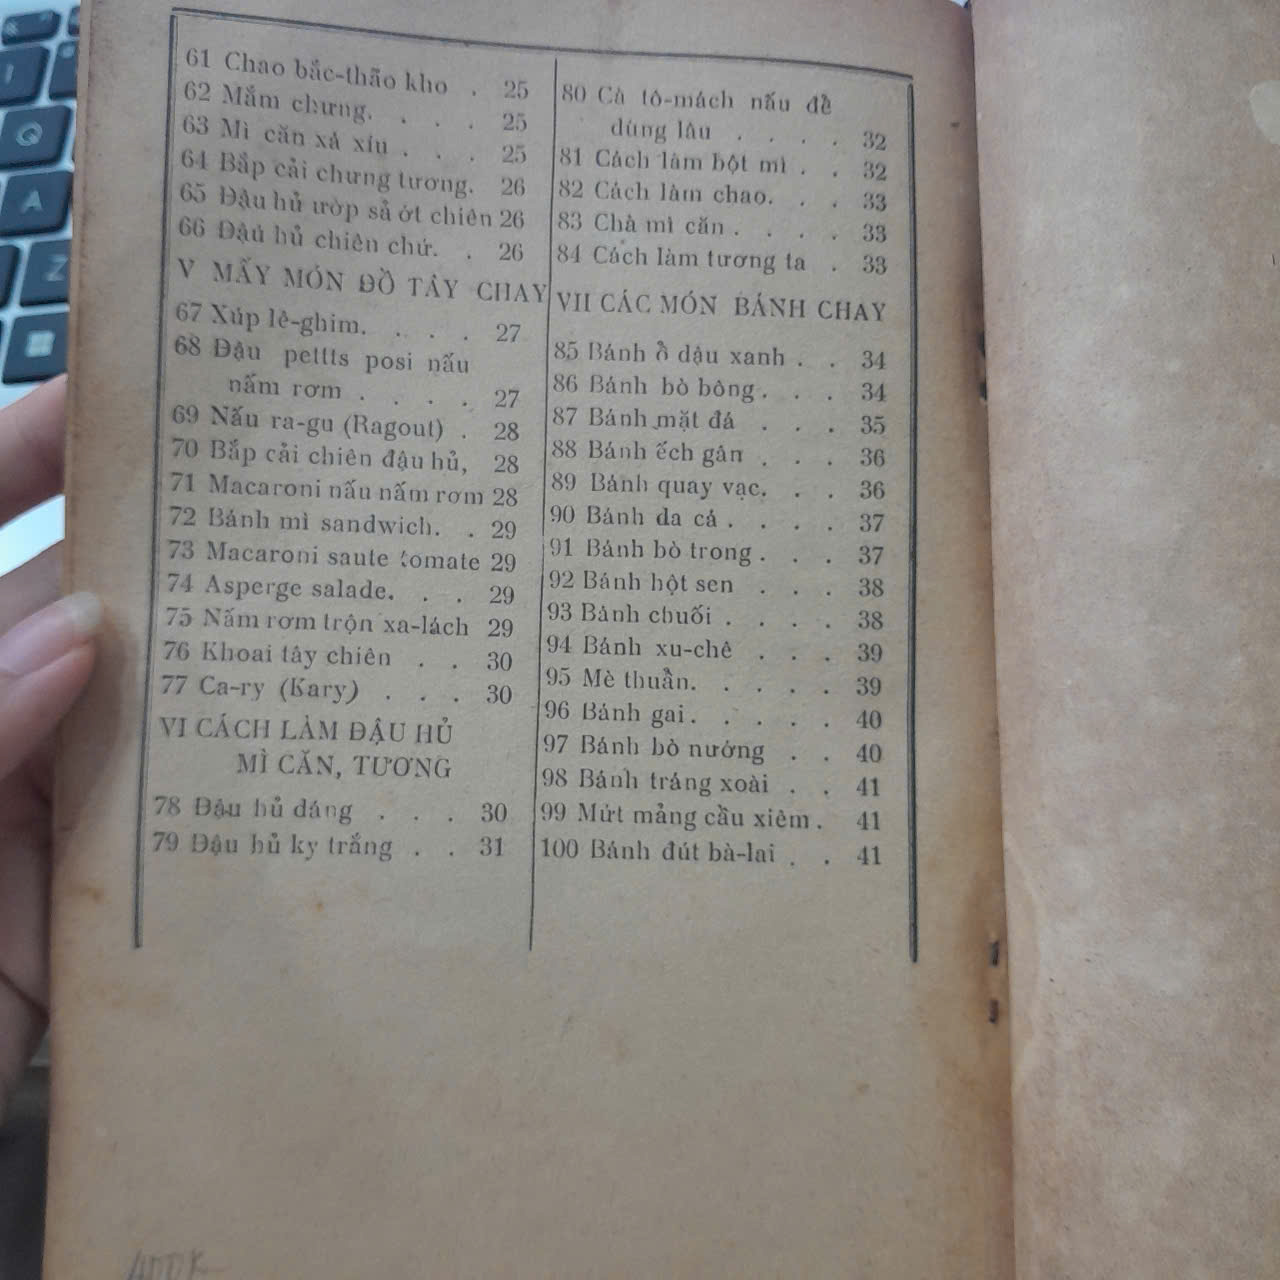 61 Chao bắc-thão kho . 25
62 Mắm chưng. . . . 25
63 Mì căn xá xíu . . . 25
64 Bắp cải chưng tương. 26
65 Đậu hủ ướp sả ớt chiên 26
66 Đậu hủ chiên chứ. . 26
V MẤY MÓN ĐỒ TÂY CHAY
67 Xúp lê-ghim. . . . 27
68 Đậu pettts posi nấu
nấm rơm . . . . 27
69 Nấu ra-gu (Ragout) . 28
70 Bắp cải chiên đậu hủ, 28
71 Macaroni nấu nấm rơm 28
72 Bánh mì sandwich. . 29
73 Macaroni saute tomate 29
74 Asperge salade. . . 29
75 Nấm rơm trộn xa-lách 29
76 Khoai tây chiên . . 30
77 Ca-ry (Kary) . . . 30
VI CÁCH LÀM ĐẬU HỦ
MÌ CĂN, TƯƠNG
78 Đậu hủ dáng . . . 30
79 Đậu hủ ky trắng . . 31
80 Cà tô-mách nấu đề
dùng lâu . . . . 32
81 Cách làm bột mì . . 32
82 Cách làm chao. . . 33
83 Chà mì căn . . . . 33
84 Cách làm tương ta . 33
VII CÁC MÓN BÁNH CHAY
85 Bánh ồ dậu xanh . . 34
86 Bánh bò bông . . . 34
87 Bánh mặt đá . . . 35
88 Bánh ếch gân . . . 36
89 Bánh quay vạc. . . 36
90 Bánh da cá . . . . 37
91 Bánh bò trong . . . 37
92 Bánh hột sen . . . 38
93 Bánh chuối . . . . 38
94 Bánh xu-chê . . . 39
95 Mè thuần. . . . . 39
96 Bánh gai . . . . . 40
97 Bánh bò nướng . . 40
98 Bánh tráng xoài . . 41
99 Mứt mảng cầu xiêm . 41
100 Bánh đút bà-lai . . 41
Q
A
Z